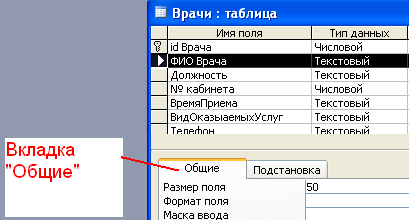 Врачи : таблица
Имя поля Тип данных
id Врача Числовой
ФИО Врача Текстовый
Должность Текстовый
№ кабинета Числовой
ВремяПриема Текстовый
ВидОказыаемыхУслуг Текстовый
Телефон Текстовый
Вкладка
"Общие"
Общие Подстановка
Размер поля 50
Формат поля
Маска ввода